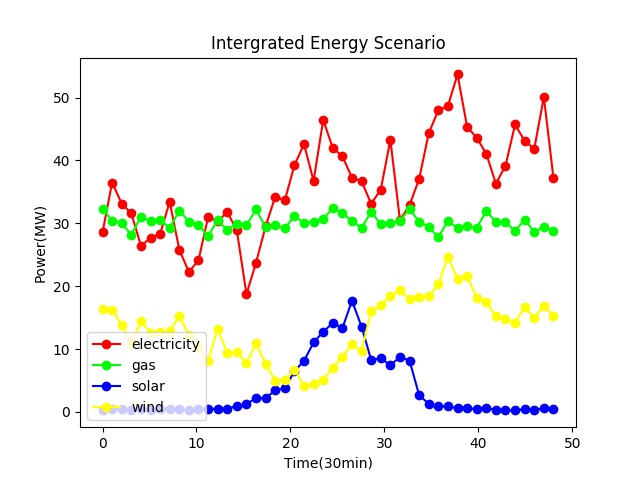 Intergrated Energy Scenario
Power(MW)
50
40
30
20
10
0
electricity
gas
solar
wind
0 10 20 30 40 50
Time(30min)